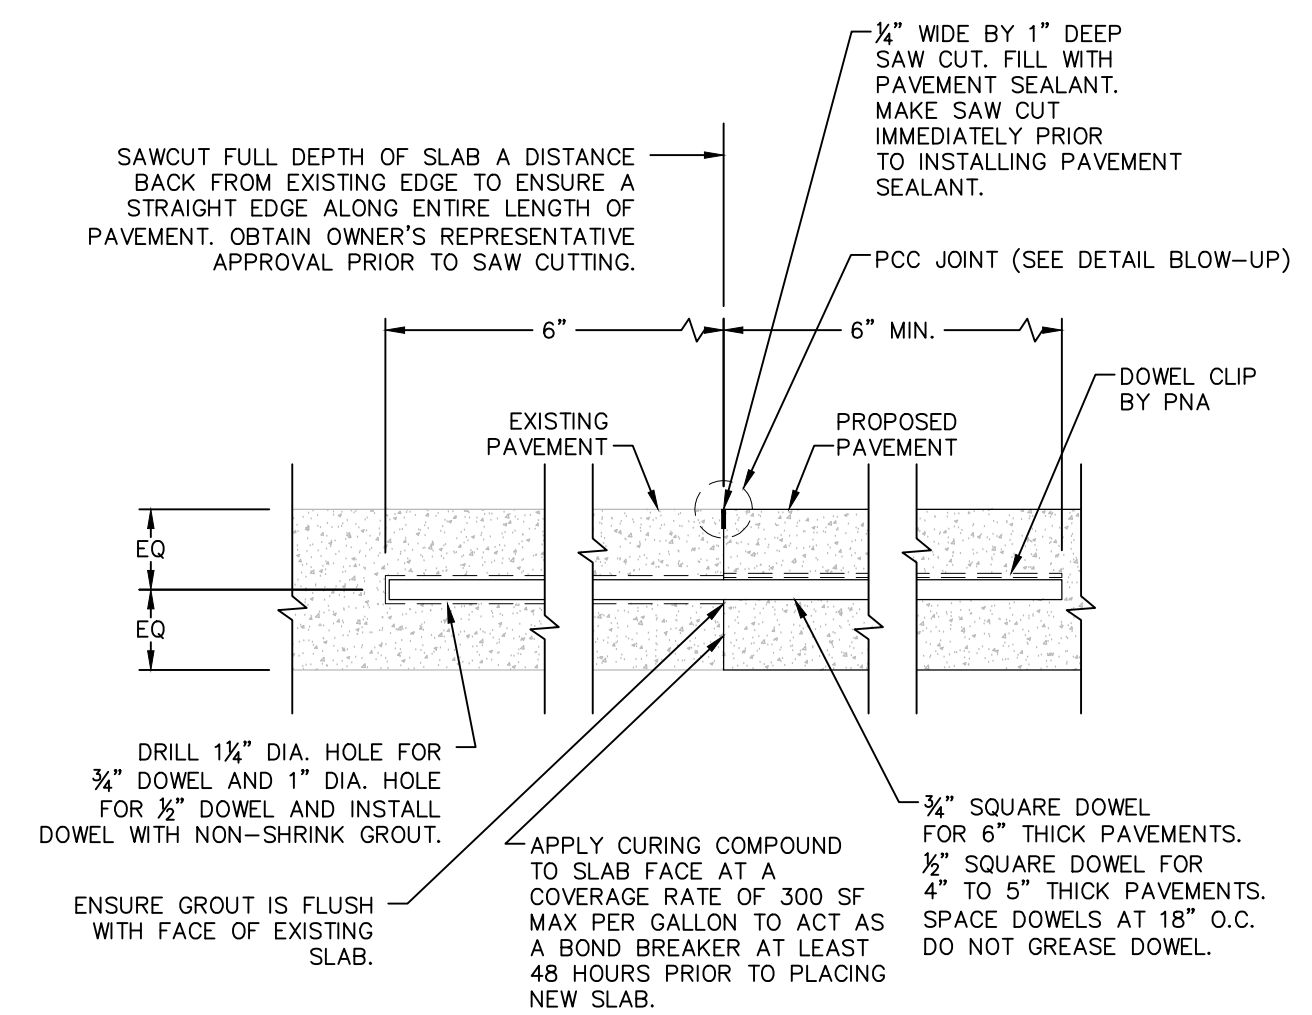 ¼” WIDE BY 1” DEEP
SAW CUT. FILL WITH
PAVEMENT SEALANT.
MAKE SAW CUT
IMMEDIATELY PRIOR
TO INSTALLING PAVEMENT
SEALANT.
SAWCUT FULL DEPTH OF SLAB A DISTANCE
BACK FROM EXISTING EDGE TO ENSURE A
STRAIGHT EDGE ALONG ENTIRE LENGTH OF
PAVEMENT. OBTAIN OWNER'S REPRESENTATIVE
APPROVAL PRIOR TO SAW CUTTING.
PCC JOINT (SEE DETAIL BLOW-UP)
6”
6” MIN.
DOWEL CLIP
BY PNA
EXISTING
PAVEMENT
PROPOSED
PAVEMENT
EQ
EQ
DRILL 1¼” DIA. HOLE FOR
¾” DOWEL AND 1” DIA. HOLE
FOR ½” DOWEL AND INSTALL
DOWEL WITH NON-SHRINK GROUT.
ENSURE GROUT IS FLUSH
WITH FACE OF EXISTING
SLAB.
APPLY CURING COMPOUND
TO SLAB FACE AT A
COVERAGE RATE OF 300 SF
MAX PER GALLON TO ACT AS
A BOND BREAKER AT LEAST
48 HOURS PRIOR TO PLACING
NEW SLAB.
¾” SQUARE DOWEL
FOR 6” THICK PAVEMENTS.
½” SQUARE DOWEL FOR
4” TO 5” THICK PAVEMENTS.
SPACE DOWELS AT 18” O.C.
DO NOT GREASE DOWEL.